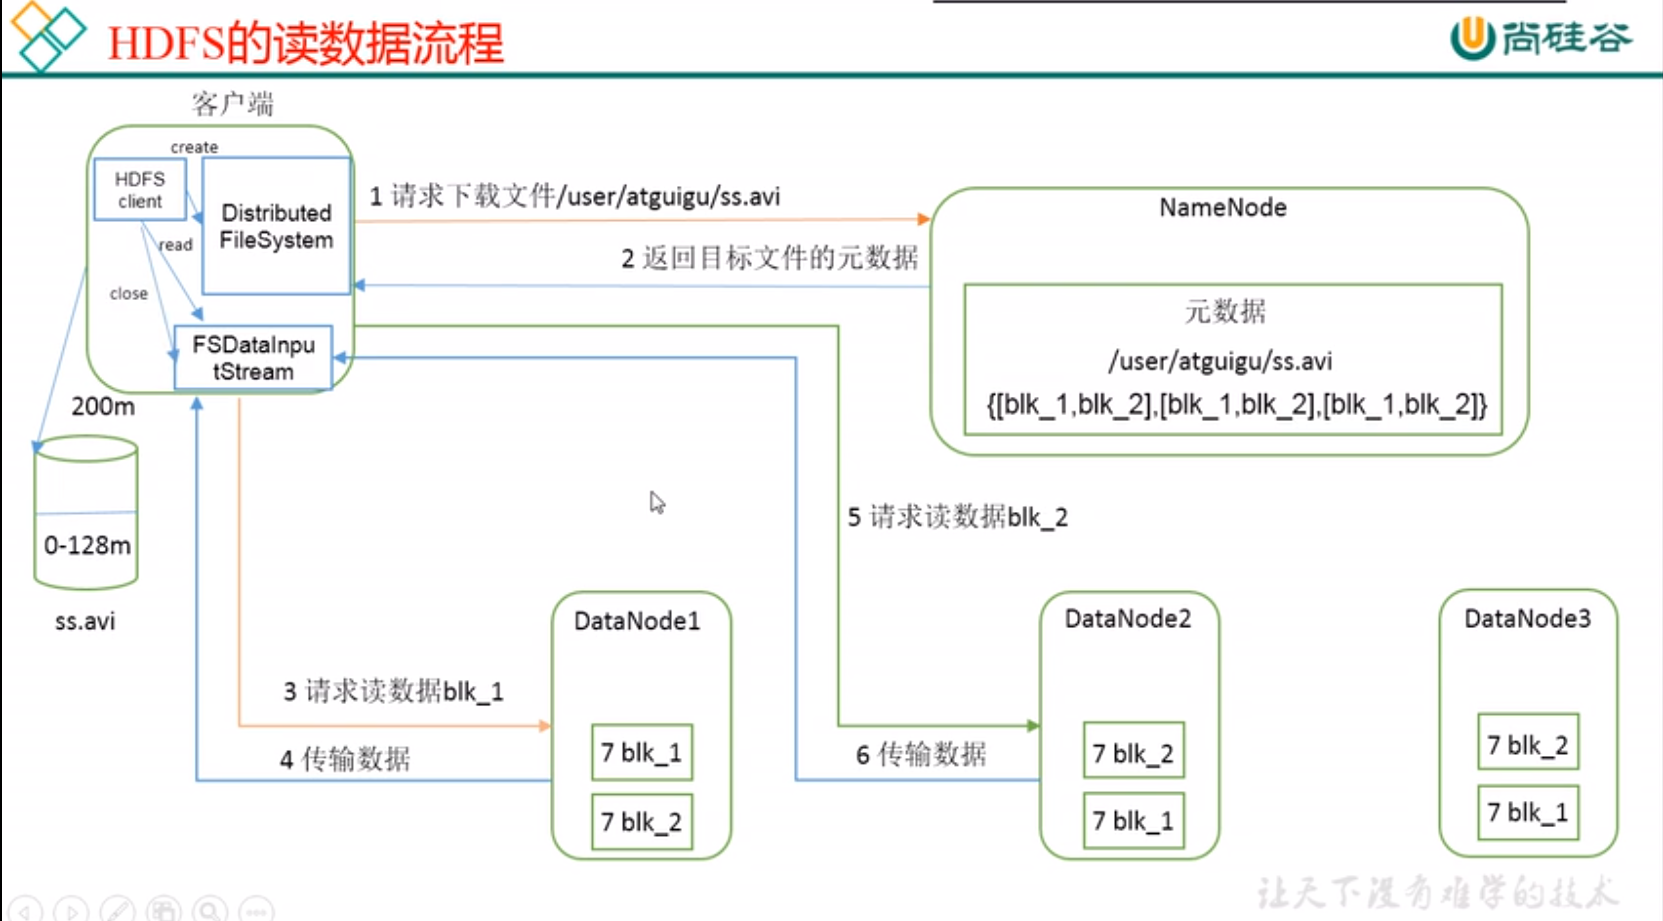 HDFS的读数据流程
尚硅谷
客户端
create
HDFS
client
Distributed
FileSystem
read
close
FSDataInpu
tStream
1 请求下载文件/user/atguigu/ss.avi
2 返回目标文件的元数据
NameNode
元数据
/user/atguigu/ss.avi
{[blk_1,blk_2],[blk_1,blk_2],[blk_1,blk_2]}
200m
0-128m
ss.avi
5 请求读数据blk_2
3 请求读数据blk_1
4 传输数据
6 传输数据
DataNode1
7 blk_1
7 blk_2
DataNode2
7 blk_2
7 blk_1
DataNode3
7 blk_2
7 blk_1
让天下没有难学的技术